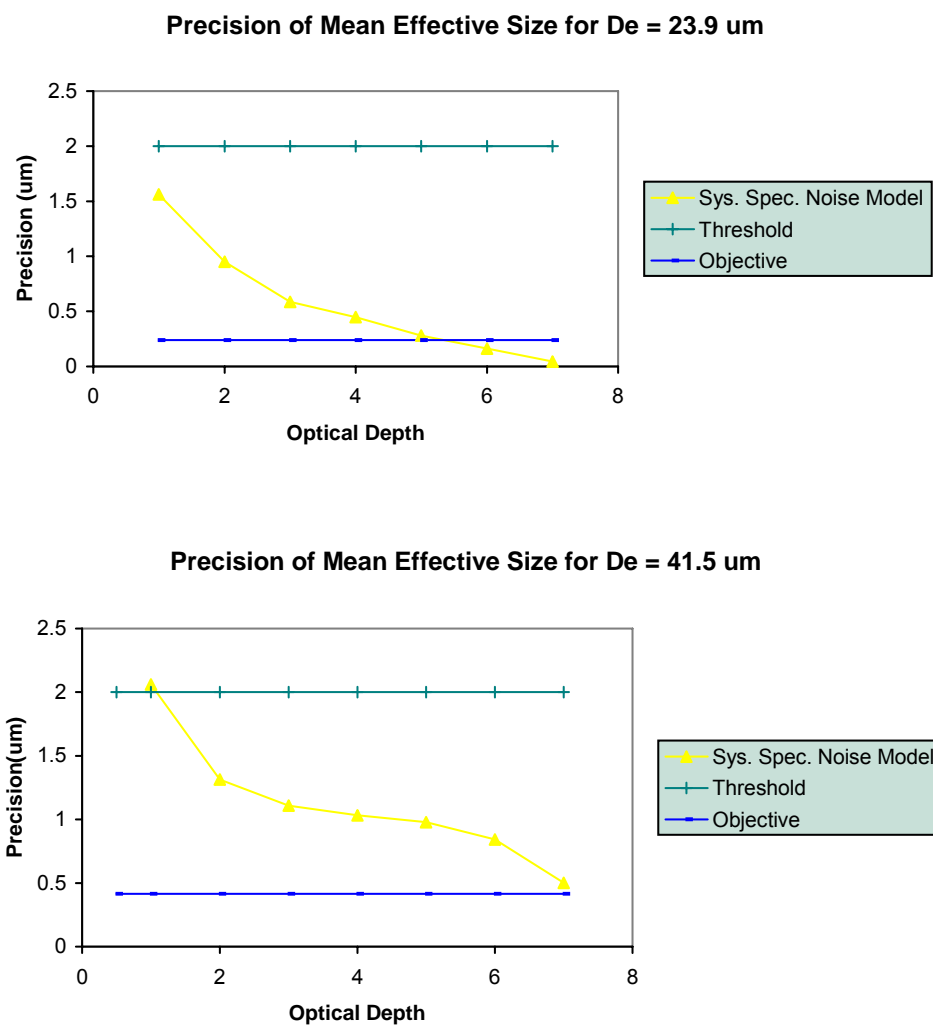 Precision of Mean Effective Size for De = 23.9 um
2.5
2
1.5
1
0.5
0
Precision (um)
0 2 4 6 8
Optical Depth
Sys. Spec. Noise Model
Threshold
Objective
Precision of Mean Effective Size for De = 41.5 um
2.5
2
1.5
1
0.5
0
Precision(um)
0 2 4 6 8
Optical Depth
Sys. Spec. Noise Model
Threshold
Objective